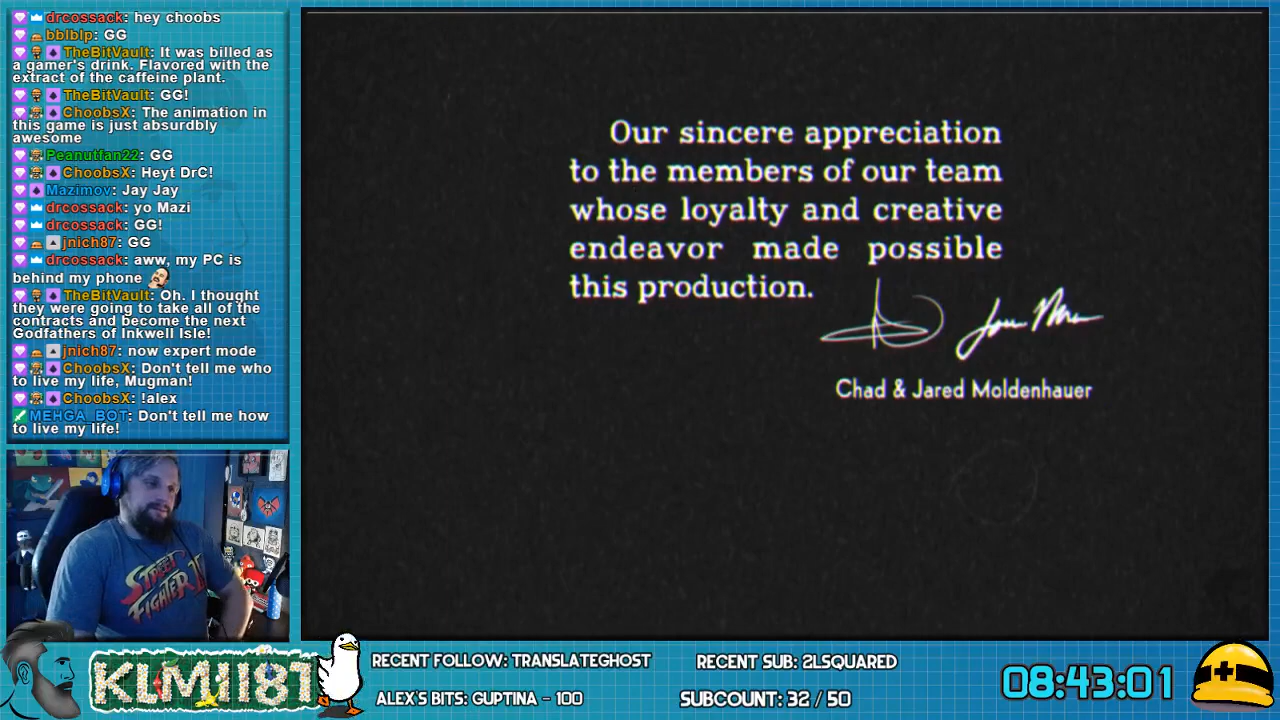 drcossack: hey choobs
bblblp: GG
TheBitVault: It was billed as
a gamer's drink. Flavored with the
extract of the caffeine plant.
TheBitVault: GG!
ChoobsX: The animation in
this game is just absurdbly
awesome
Peanutfan22: GG
ChoobsX: Heyt DrC!
Mazimov: Jay Jay
drcossack: yo Mazi
drcossack: GG!
jnich87: GG
drcossack: aww, my PC is
behind my phone
TheBitVault: Oh. I thought
they were going to take all of the
contracts and become the next
Godfathers of Inkwell Isle!
jnich87: now expert mode
ChoobsX: Don't tell me who
to live my life, Mugman!
ChoobsX: !alex
MEHGA_BOT: Don't tell me how
to live my life!
Our sincere appreciation
to the members of our team
whose loyalty and creative
endeavor made possible
this production.
Chad & Jared Moldenhauer
STREET
FIGHTER
KLM1187
RECENT FOLLOW: TRANSLATEGHOST
RECENT SUB: 2LSQUARED
ALEX'S BITS: GUPTINA - 100
SUBCOUNT: 32 / 50
08:43:01